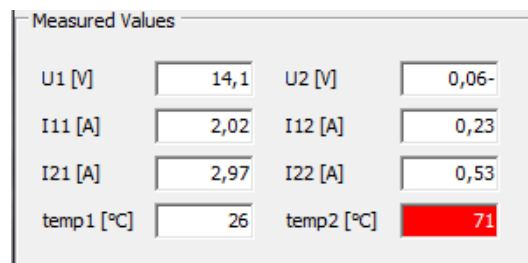 Measured Values
U1 [V] 14,1 U2 [V] 0,06-
I11 [A] 2,02 I12 [A] 0,23
I21 [A] 2,97 I22 [A] 0,53
temp1 [°C] 26 temp2 [°C] 71